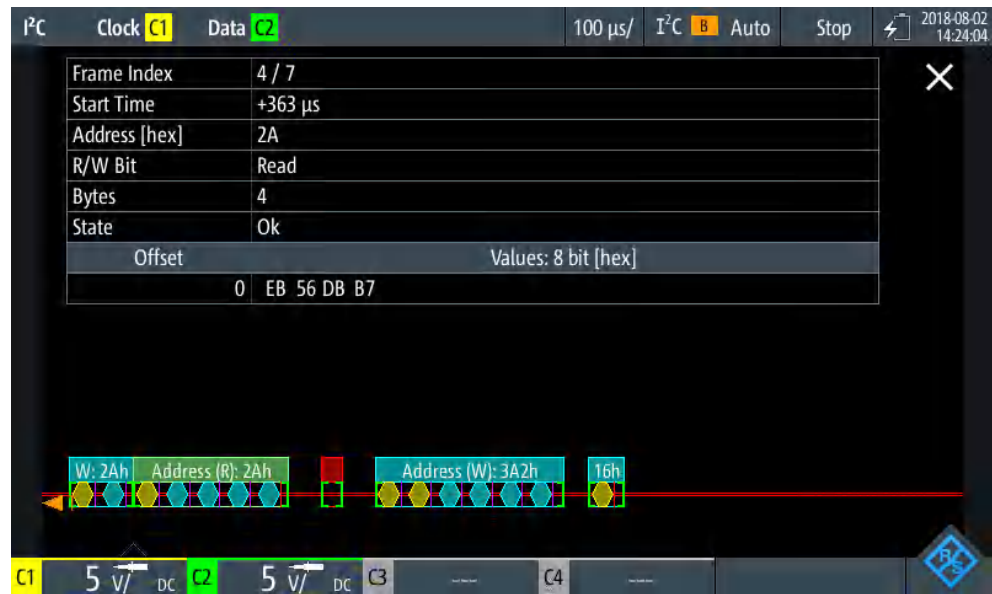 I²C Clock C1 Data C2 100 µs/ I²C B Auto Stop 2018-08-02
14:24:04
Frame Index 4 / 7
Start Time +363 µs
Address [hex] 2A
R/W Bit Read
Bytes 4
State Ok
Offset Values: 8 bit [hex]
0 EB 56 DB B7
W: 2Ah Address (R): 2Ah Address (W): 3A2h 16h
R/S
C1 5 V/ DC C2 5 V/ DC C3 --- C4 ---